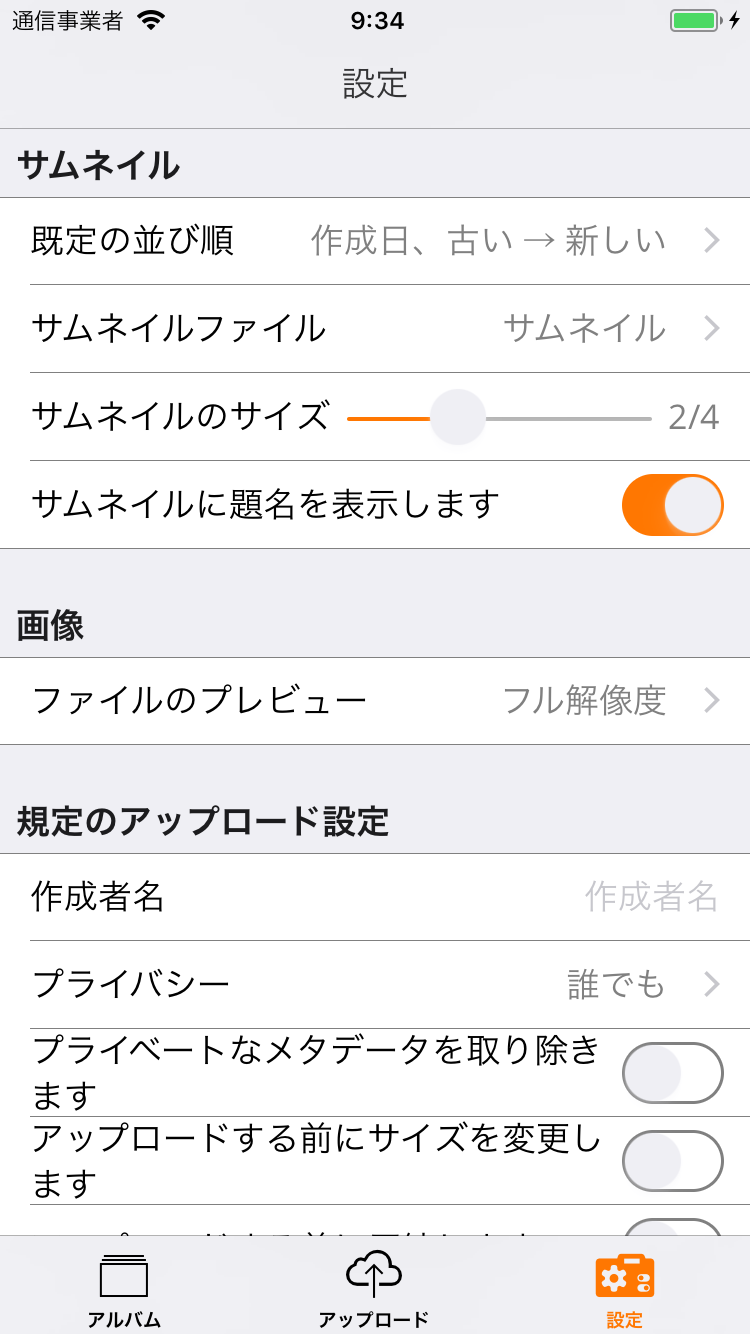 通信事業者 9:34
設定
サムネイル
既定の並び順 作成日、古い → 新しい
サムネイルファイル サムネイル
サムネイルのサイズ 2/4
サムネイルに題名を表示します
画像
ファイルのプレビュー フル解像度
規定のアップロード設定
作成者名 作成者名
プライバシー 誰でも
プライベートなメタデータを取り除き
ます
アップロードする前にサイズを変更し
ます
アルバム アップロード 設定